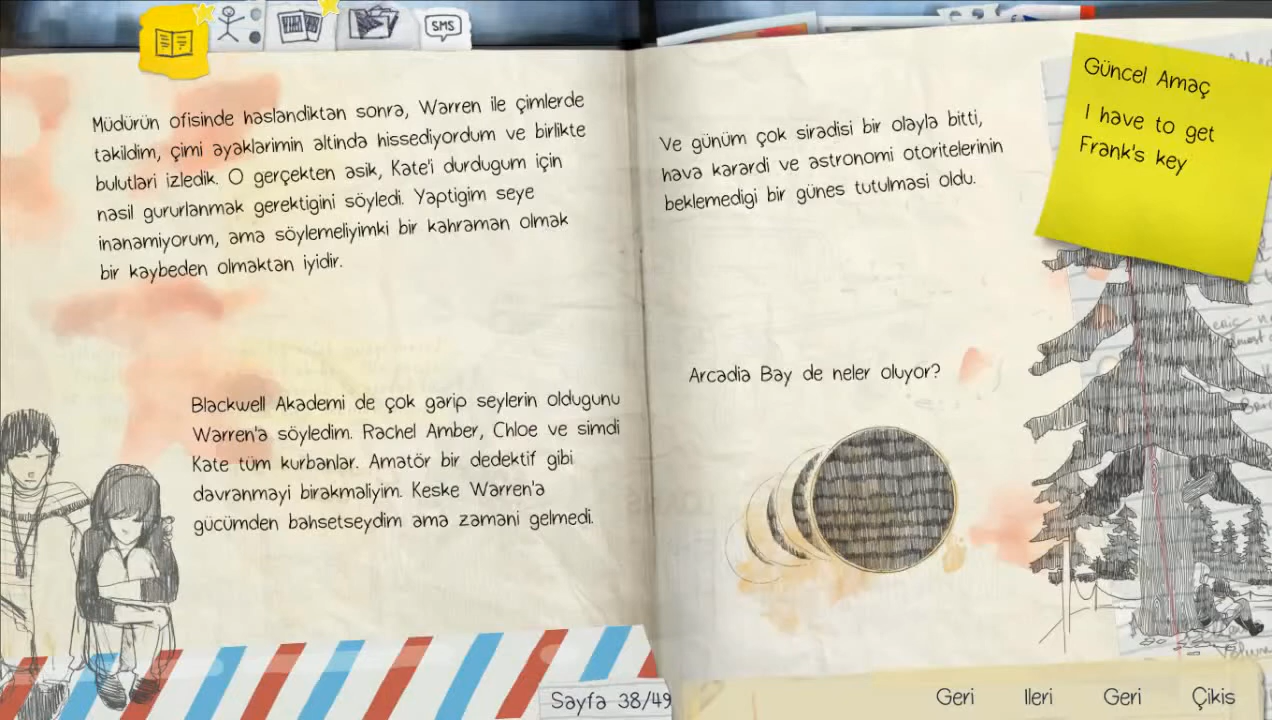 SMS
Müdürün ofisinde haslandiktan sonra, Warren ile çimlerde
takildim, çimi ayaklarimin altinda hissediyordum ve birlikte
bulutlari izledik. O gerçekten asik, Kate'i durdugum için
nasil gururlanmak gerektigini söyledi. Yaptigim seye
inanamiyorum, ama söylemeliyimki bir kahraman olmak
bir kaybeden olmaktan iyidir.
Blackwell Akademi de çok garip seylerin oldugunu
Warren'a söyledim. Rachel Amber, Chloe ve simdi
Kate tüm kurbanlar. Amatör bir dedektif gibi
davranmayi birakmaliyim. Keske Warren'a
gücümden bahsetseydim ama zamani gelmedi.
Sayfa 38/49
Ve günüm çok siradisi bir olayla bitti,
hava karardi ve astronomi otoritelerinin
beklemedigi bir günes tutulmasi oldu.
Arcadia Bay de neler oluyor?
Güncel Amaç
I have to get
Frank's key
Geri Ileri Geri Çikis